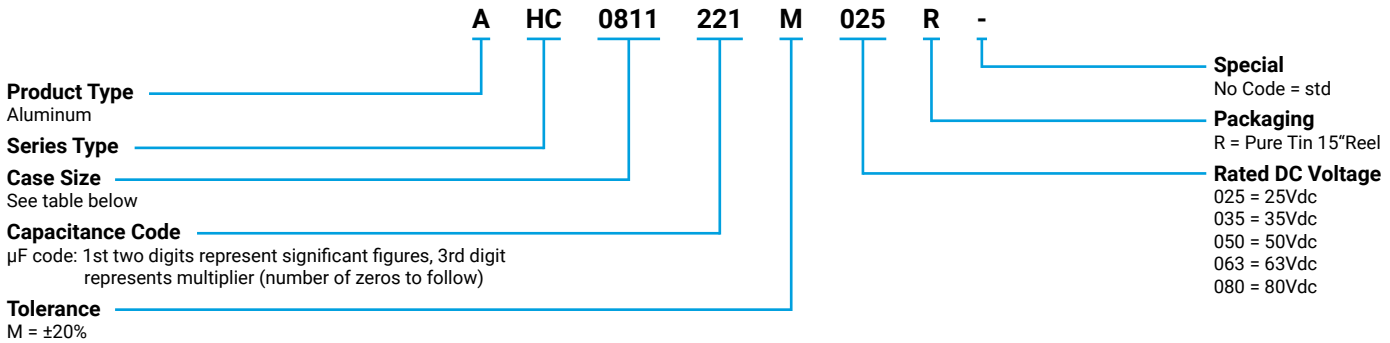 A HC 0811 221 M 025 R -
Product Type
Aluminum
Series Type
Case Size
See table below
Capacitance Code
µF code: 1st two digits represent significant figures, 3rd digit
represents multiplier (number of zeros to follow)
Tolerance
M = ±20%
Special
No Code = std
Packaging
R = Pure Tin 15“Reel
Rated DC Voltage
025 = 25Vdc
035 = 35Vdc
050 = 50Vdc
063 = 63Vdc
080 = 80Vdc